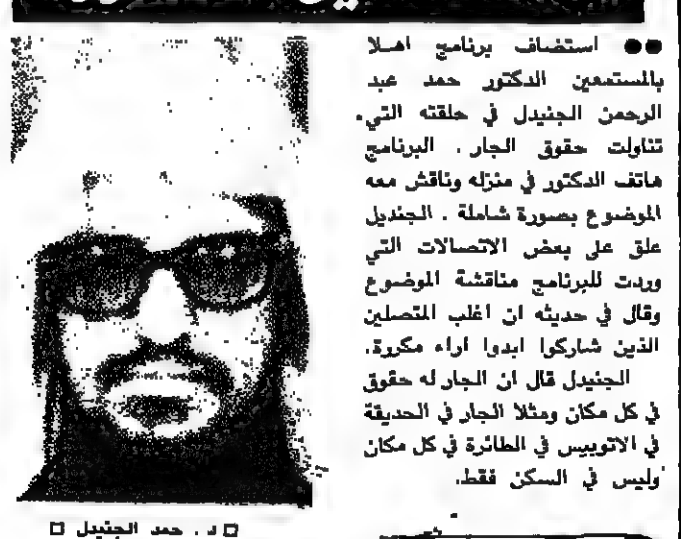 ●● استضاف برنامج اهلا
بالمستمعين الدكتور حمد عبد
الرحمن الجنيدل في حلقته التي
تناولت حقوق الجار . البرنامج
هاتف الدكتور في منزله وناقش معه
الموضوع بصورة شاملة . الجنديل
علق على بعض الاتصالات التي
وردت للبرنامج مناقشة الموضوع
وقال في حديثه ان اغلب المتصلين
الذين شاركوا ابدوا اراء مكررة.
الجنيدل قال ان الجار له حقوق
في كل مكان ومثلا الجار في الحديقة
في الاتوبيس في الطائرة في كل مكان
وليس في السكن فقط.
□ د . حمد الجنيدل □